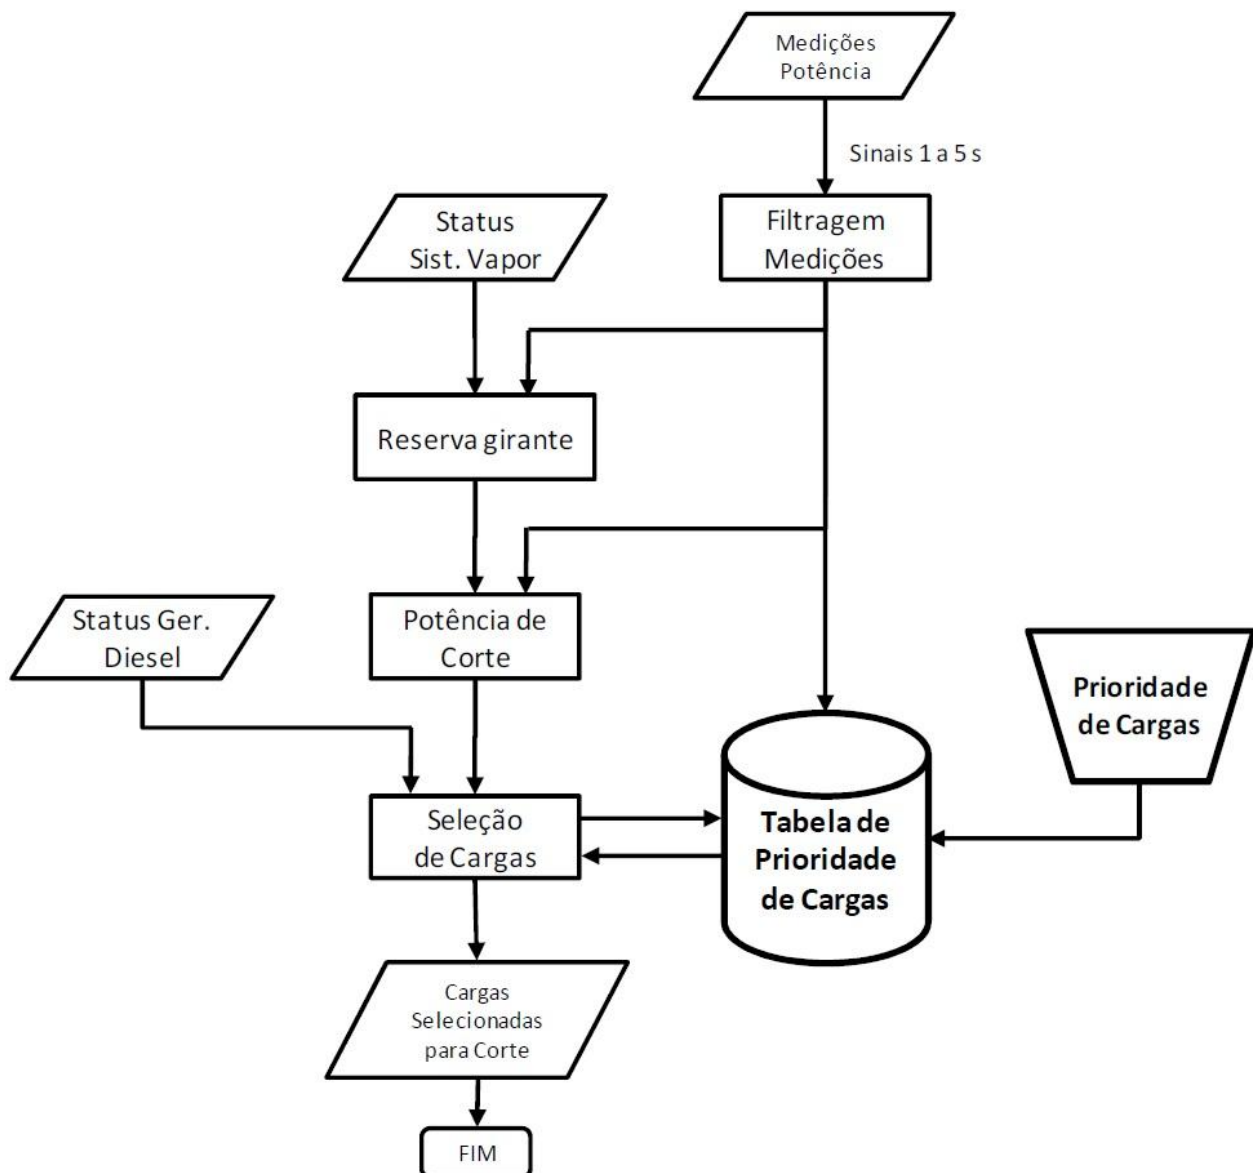 Medições
Potência
Sinais 1 a 5 s
Status
Sist. Vapor
Filtragem
Medições
Reserva girante
Status Ger.
Diesel
Potência de
Corte
Prioridade
de Cargas
Seleção
de Cargas
Tabela de
Prioridade
de Cargas
Cargas
Selecionadas
para Corte
FIM